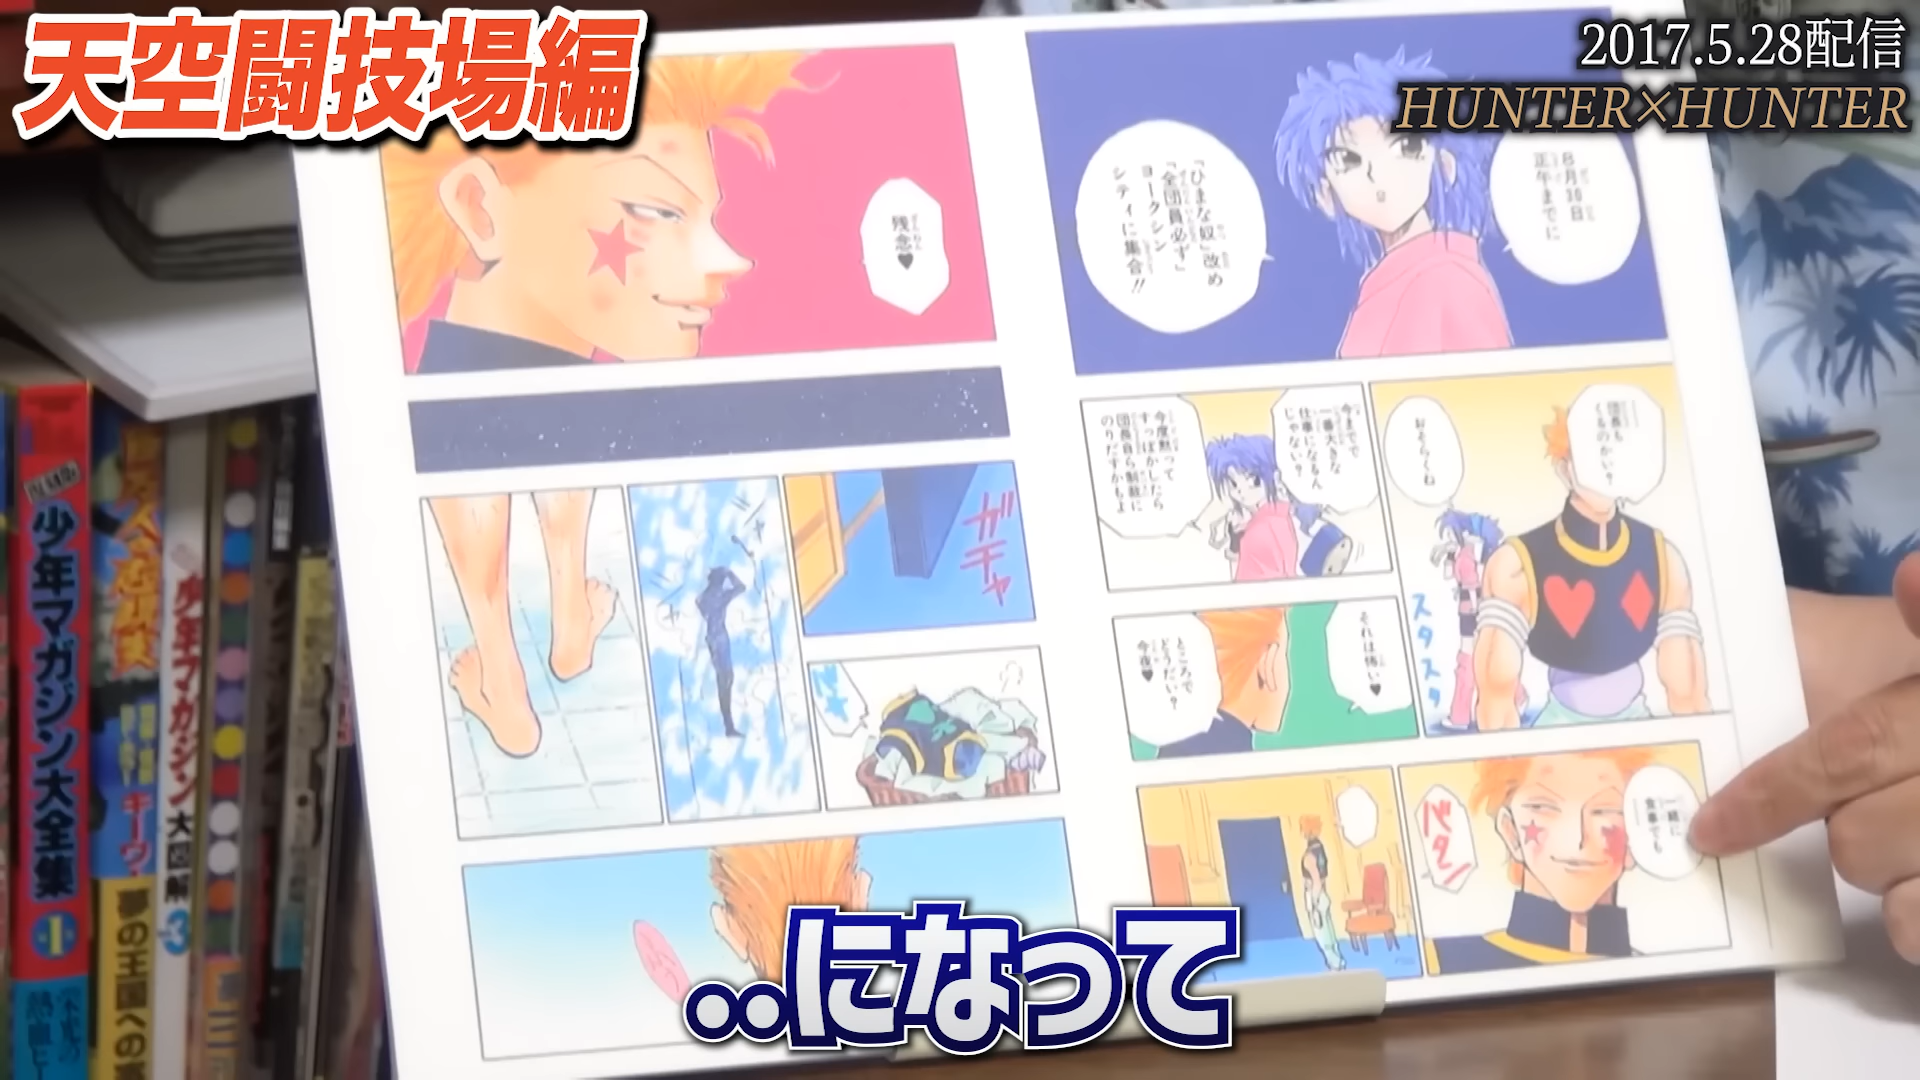 天空闘技場編
2017.5.28配信
HUNTER×HUNTER
8月30日
正午までに
「ひまな奴」改め
「全団員必ず」
ヨークシン
シティに集合!!
団長も
くるのかい?
おそらくね
スタスタ
今までで
一番大きな
仕事になるん
じゃない?
今度黙って
すっぽかしたら
団長自ら制裁に
のりだすかもよ
それは怖い♥
ところで
どうだい?
今夜♥
一緒に
食事でも
バタン
残念♥
ガチャ
少年マガジン大全集
1
少年マガジン大図解
3
夢の王国への
..になって